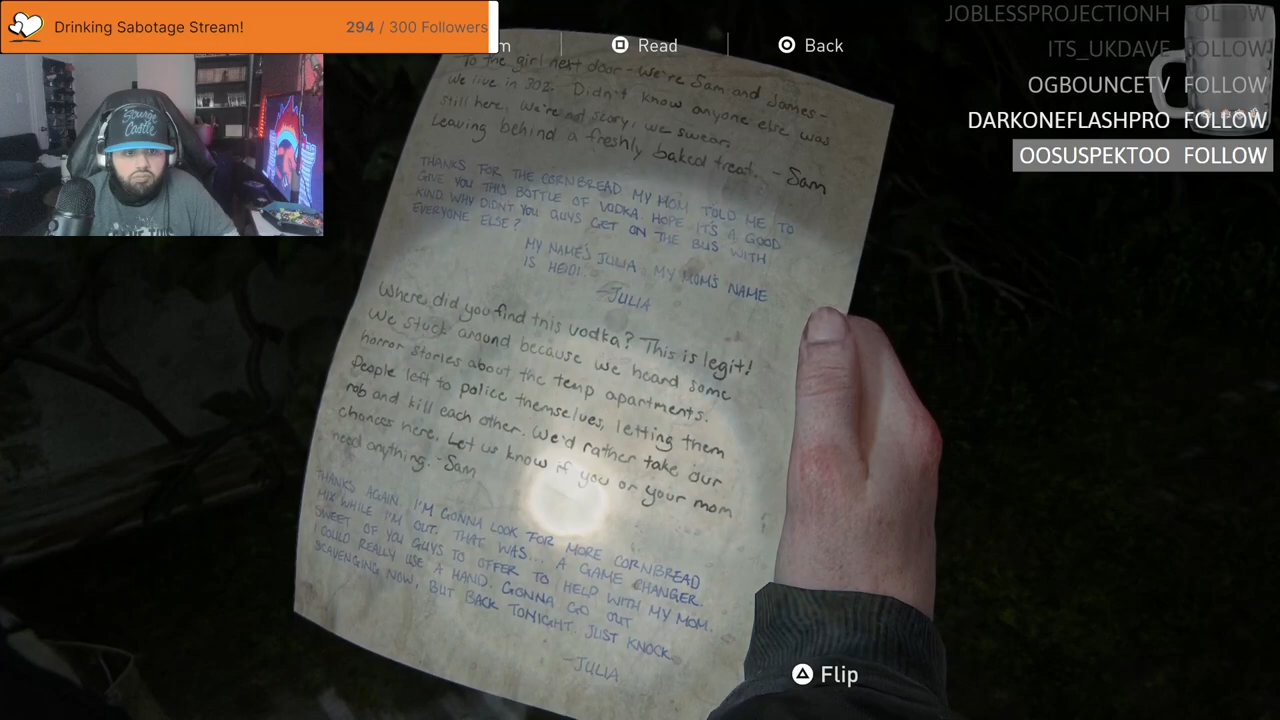 Drinking Sabotage Stream! 294 / 300 Followers
JOBLESSPROJECTIONH FOLLOW
ITS_UKDAVE FOLLOW
OGBOUNCETV FOLLOW
DARKONEFLASHPRO FOLLOW
OOSUSPEKTOO FOLLOW
Read
Back
Strange
Castle
To the girl next door - We're Sam and James -
We live in 302. Didn't know anyone else was
still here. We're not scary, we swear.
Leaving behind a freshly baked treat. - Sam
THANKS FOR THE CORNBREAD MY MOM TOLD ME TO
GIVE YOU THIS BOTTLE OF VODKA. HOPE IT'S A GOOD
KIND. WHY DIDN'T YOU GUYS GET ON THE BUS WITH
EVERYONE ELSE?
MY NAME'S JULIA. MY MOM'S NAME
IS HEIDI.
-JULIA
Where did you find this vodka? This is legit!
We stuck around because we heard some
horror stories about the temp apartments.
People left to police themselves, letting them
rob and kill each other. We'd rather take our
chances here. Let us know if you or your mom
need anything. -Sam
THANKS AGAIN. I'M GONNA LOOK FOR MORE CORNBREAD
MIX WHILE I'M OUT. THAT WAS... A GAME CHANGER.
SWEET OF YOU GUYS TO OFFER TO HELP WITH MY MOM.
I COULD REALLY USE A HAND. GONNA GO OUT
SCAVENGING NOW, BUT BACK TONIGHT. JUST KNOCK.
-JULIA
Flip